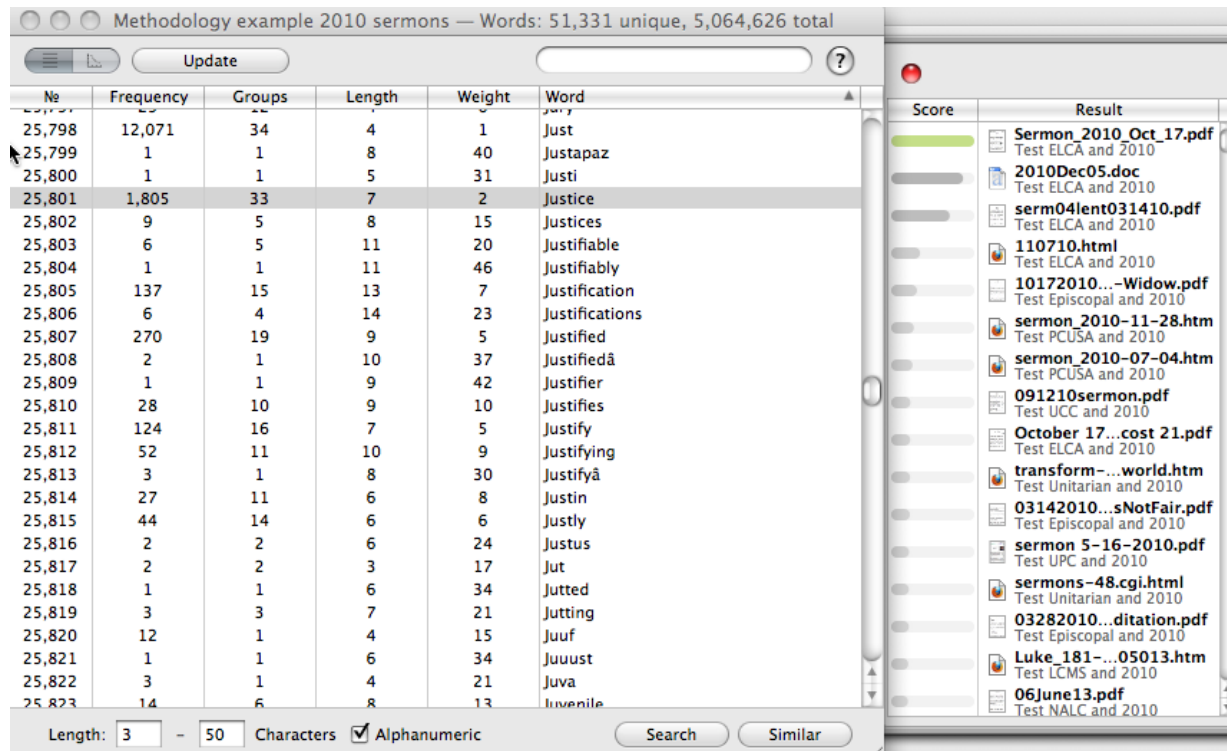 Methodology example 2010 sermons — Words: 51,331 unique, 5,064,626 total
Update
?
№ Frequency Groups Length Weight Word
25,798 12,071 34 4 1 Just
25,799 1 1 8 40 Justapaz
25,800 1 1 5 31 Justi
25,801 1,805 33 7 2 Justice
25,802 9 5 8 15 Justices
25,803 6 5 11 20 Justifiable
25,804 1 1 11 46 Justifiably
25,805 137 15 13 7 Justification
25,806 6 4 14 23 Justifications
25,807 270 19 9 5 Justified
25,808 2 1 10 37 Justifiedâ
25,809 1 1 9 42 Justifier
25,810 28 10 9 10 Justifies
25,811 124 16 7 5 Justify
25,812 52 11 10 9 Justifying
25,813 3 1 8 30 Justifyâ
25,814 27 11 6 8 Justin
25,815 44 14 6 6 Justly
25,816 2 2 6 24 Justus
25,817 2 2 3 17 Jut
25,818 1 1 6 34 Jutted
25,819 3 3 7 21 Jutting
25,820 12 1 4 15 Juuf
25,821 1 1 6 34 Juuust
25,822 3 1 4 21 Juva
25,823 14 6 8 13 Juvenile
Length: 3 – 50 Characters Alphanumeric Search Similar
Score Result
Sermon_2010_Oct_17.pdf
Test ELCA and 2010
2010Dec05.doc
Test ELCA and 2010
serm04lent031410.pdf
Test ELCA and 2010
110710.html
Test ELCA and 2010
10172010...-Widow.pdf
Test Episcopal and 2010
sermon_2010-11-28.htm
Test PCUSA and 2010
sermon_2010-07-04.htm
Test PCUSA and 2010
091210sermon.pdf
Test UCC and 2010
October 17...cost 21.pdf
Test ELCA and 2010
transform-...world.htm
Test Unitarian and 2010
03142010...sNotFair.pdf
Test Episcopal and 2010
sermon 5-16-2010.pdf
Test UPC and 2010
sermons-48.cgi.html
Test Unitarian and 2010
03282010...ditation.pdf
Test Episcopal and 2010
Luke_181-...05013.htm
Test LCMS and 2010
06June13.pdf
Test NALC and 2010